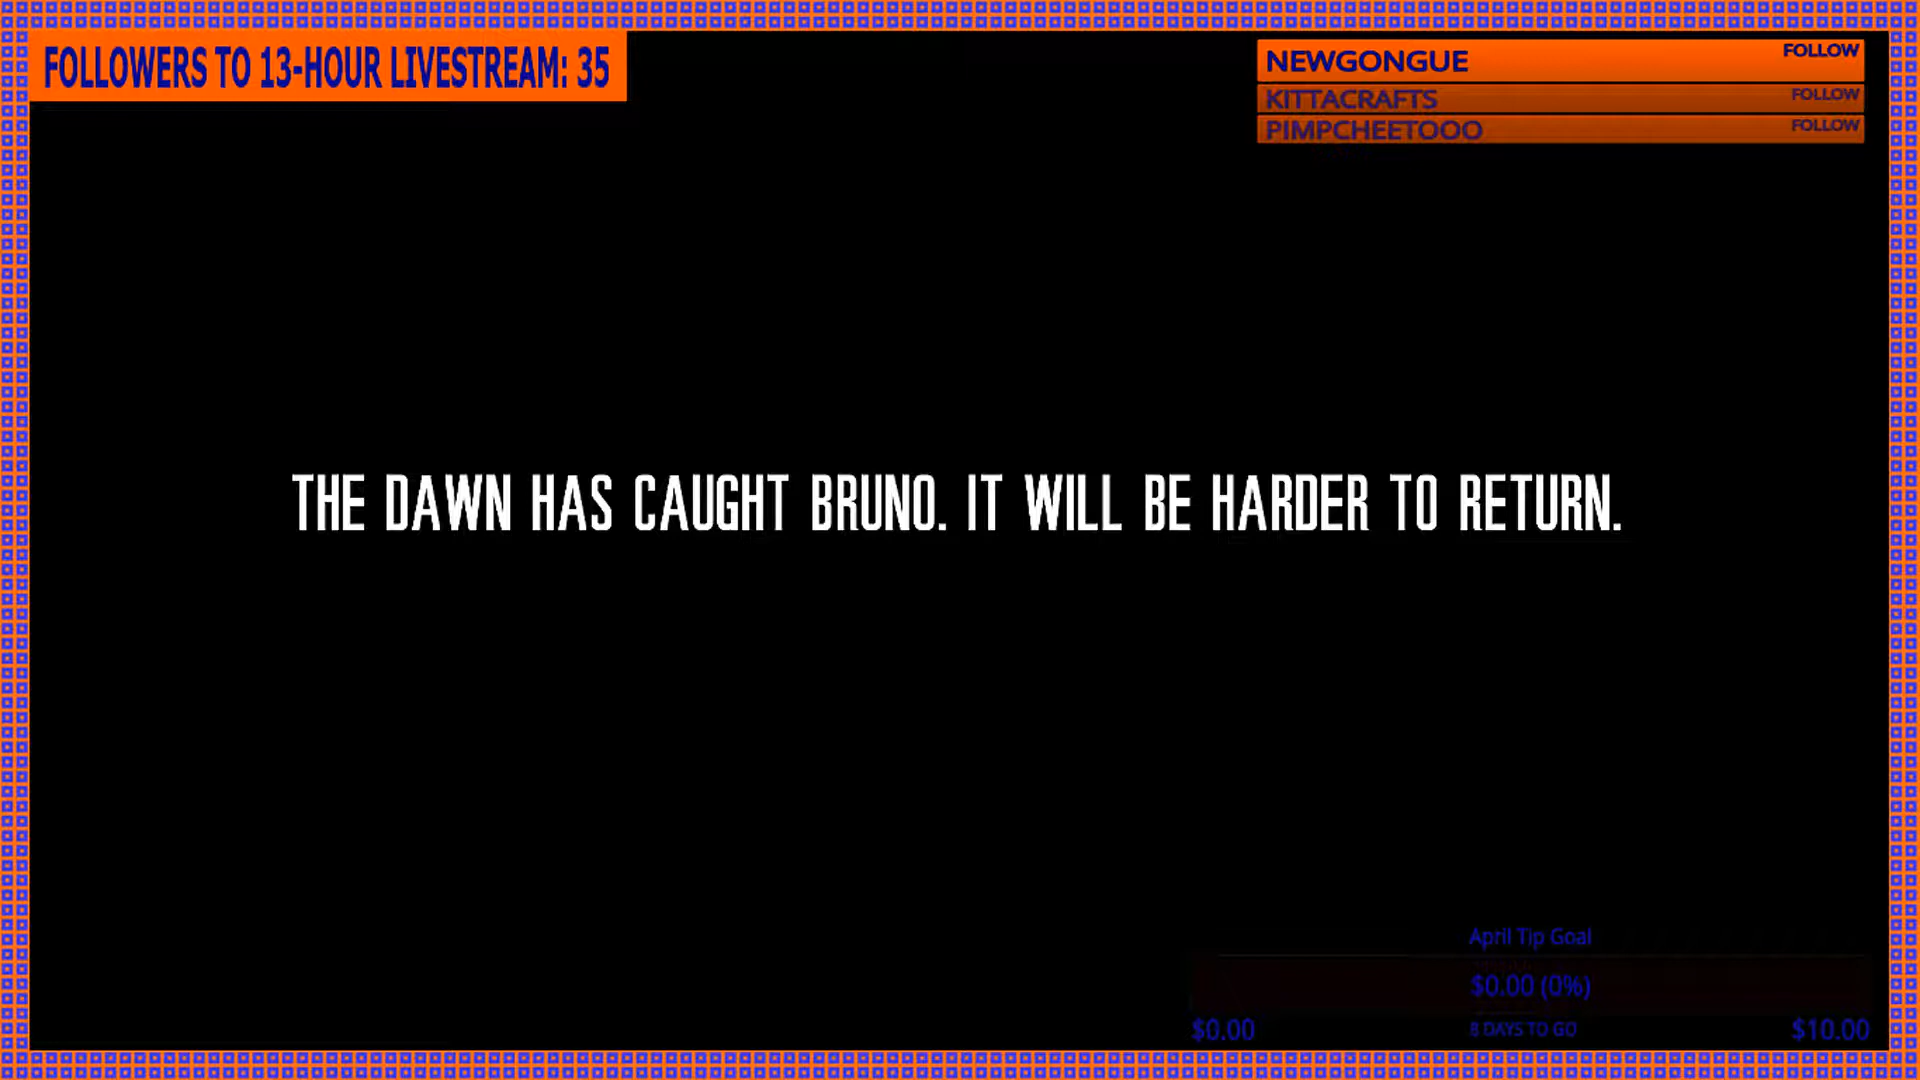 FOLLOWERS TO 13-HOUR LIVESTREAM: 35
NEWGONGUE FOLLOW
KITTACRAFTS FOLLOW
PIMPCHEETOOO FOLLOW
THE DAWN HAS CAUGHT BRUNO. IT WILL BE HARDER TO RETURN.
April Tip Goal
$0.00 (0%)
$0.00 8 DAYS TO GO $10.00